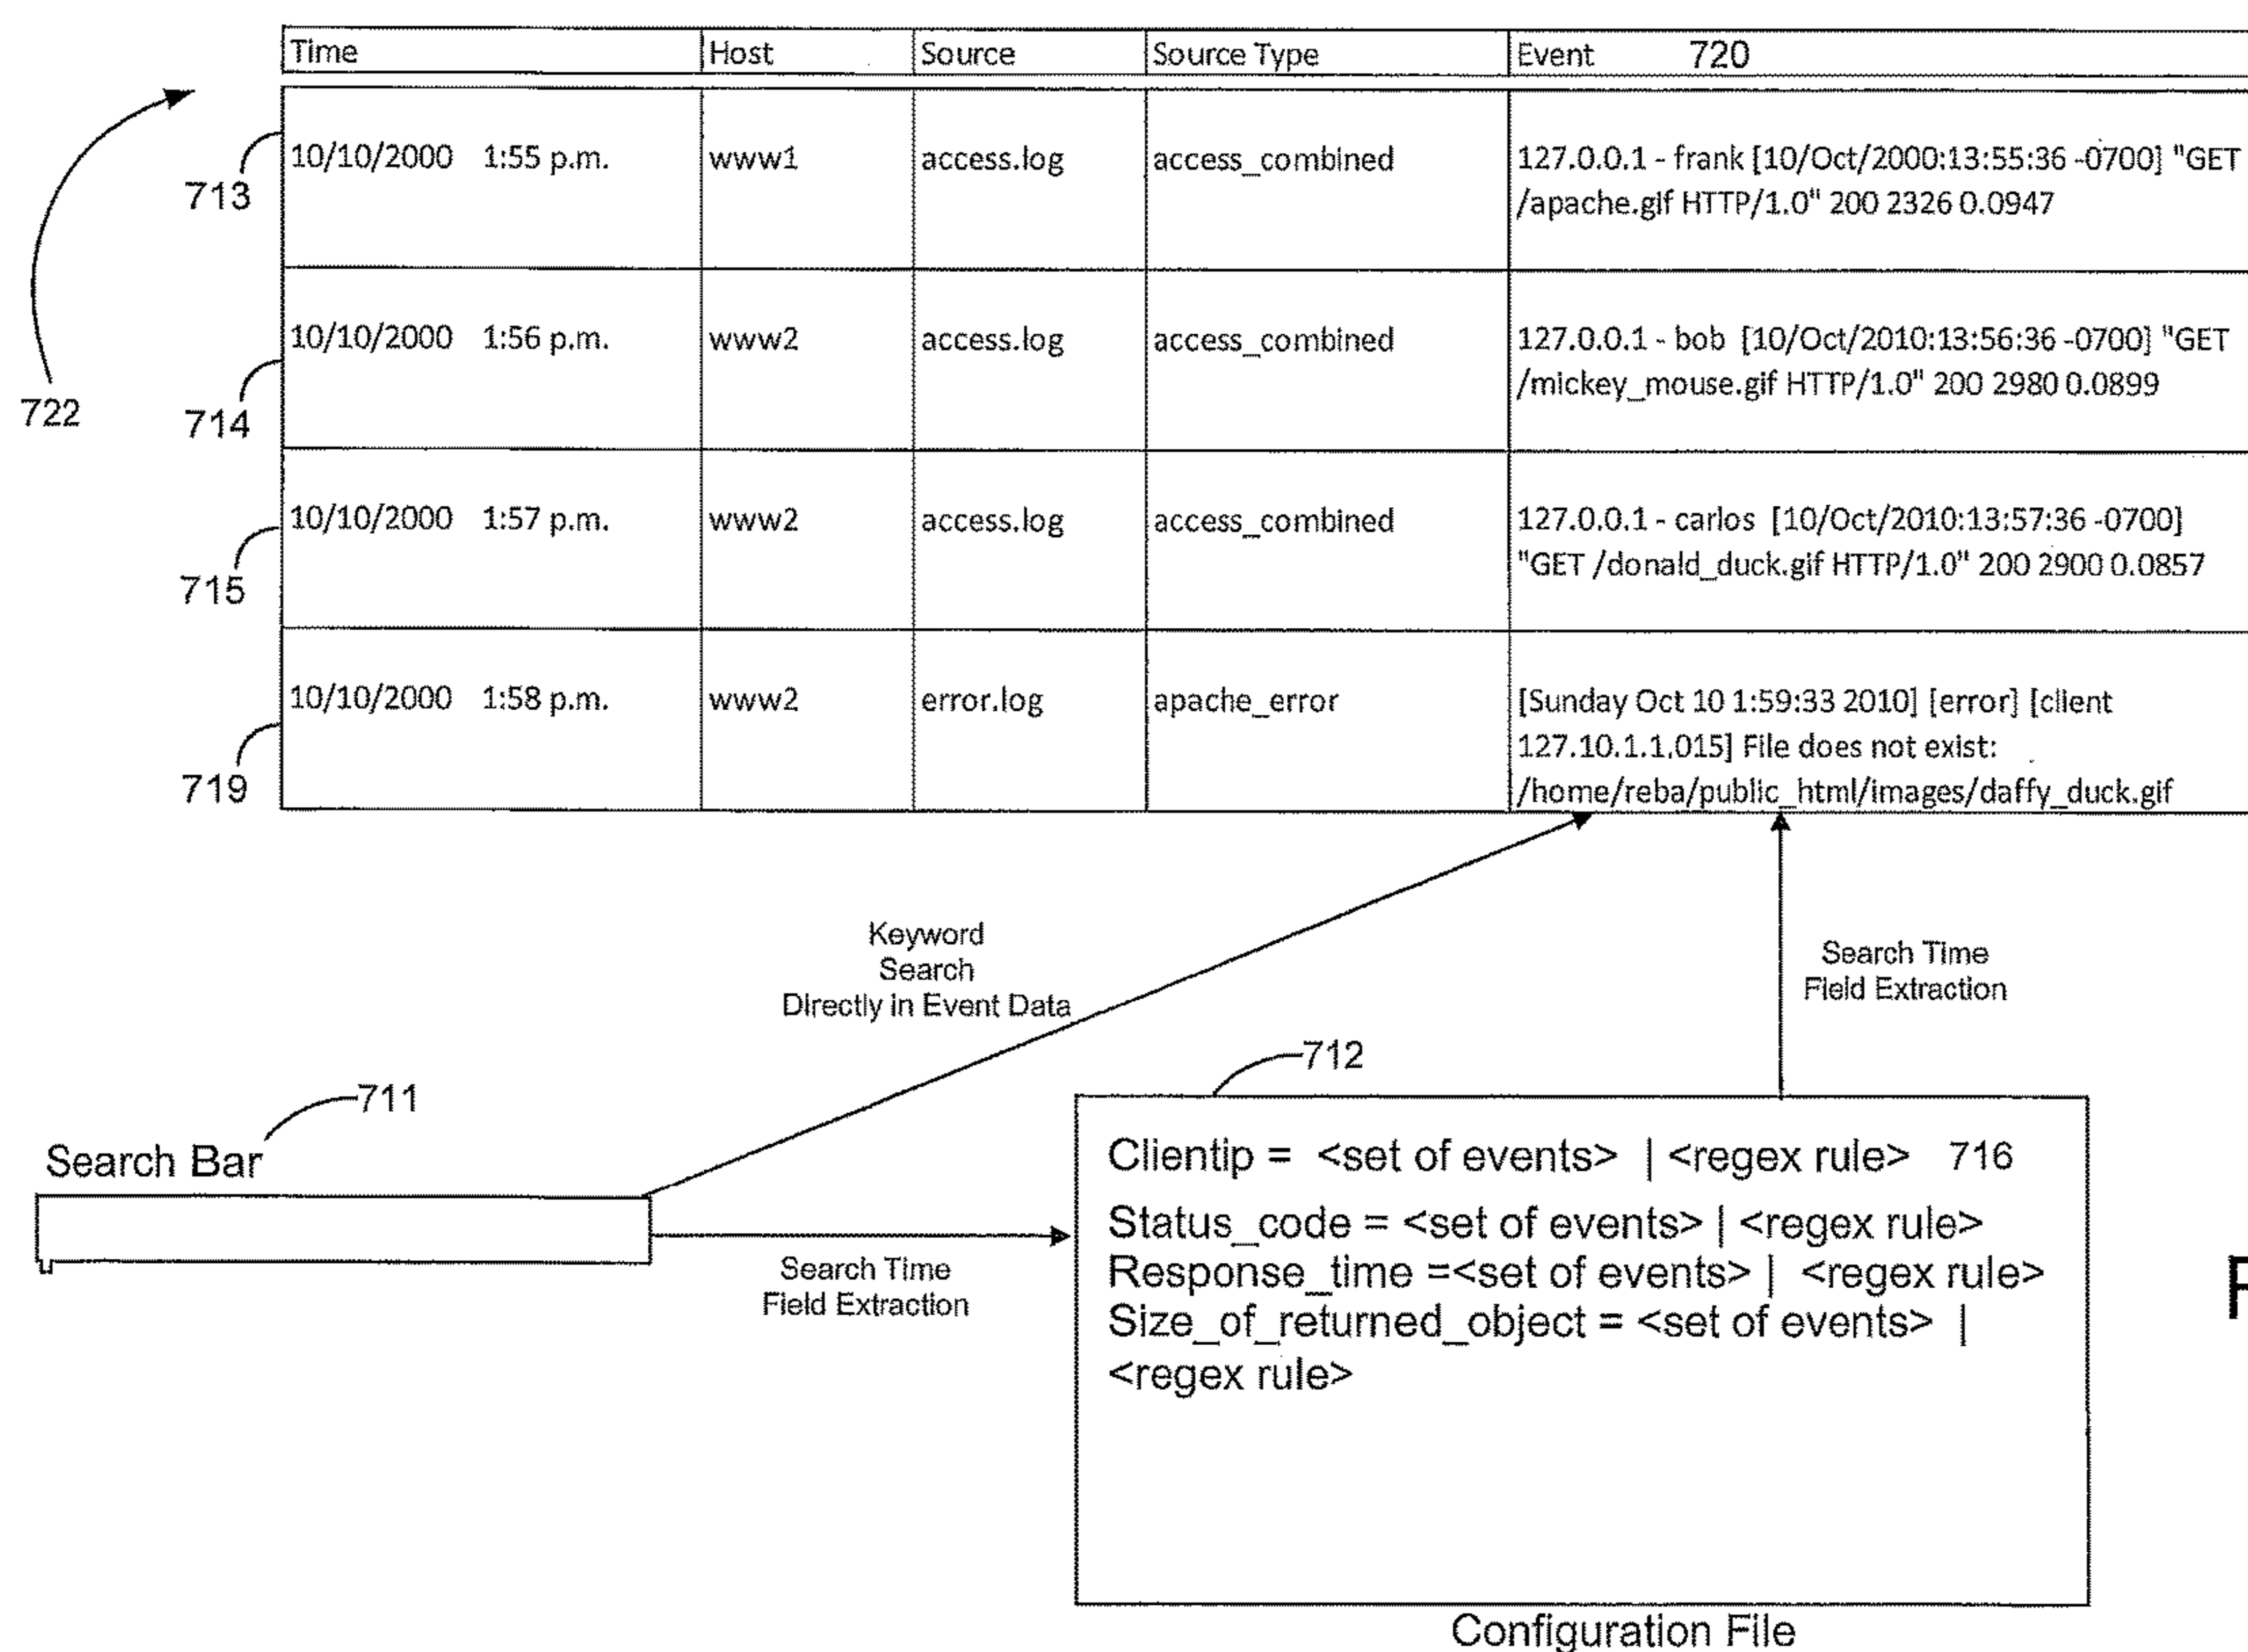 Time Host Source Source Type Event 720
713 10/10/2000 1:55 p.m. www1 access.log access_combined 127.0.0.1 - frank [10/Oct/2000:13:55:36 -0700] "GET
/apache.gif HTTP/1.0" 200 2326 0.0947
722
714 10/10/2000 1:56 p.m. www2 access.log access_combined 127.0.0.1 - bob [10/Oct/2010:13:56:36 -0700] "GET
/mickey_mouse.gif HTTP/1.0" 200 2980 0.0899
715 10/10/2000 1:57 p.m. www2 access.log access_combined 127.0.0.1 - carlos [10/Oct/2010:13:57:36 -0700]
"GET /donald_duck.gif HTTP/1.0" 200 2900 0.0857
719 10/10/2000 1:58 p.m. www2 error.log apache_error [Sunday Oct 10 1:59:33 2010] [error] [client
127.10.1.1.015] File does not exist:
/home/reba/public_html/images/daffy_duck.gif
Keyword
Search
Directly in Event Data
Search Time
Field Extraction
712
711
Search Bar
Search Time
Field Extraction
Clientip = <set of events> | <regex rule> 716
Status_code = <set of events> | <regex rule>
Response_time =<set of events> | <regex rule>
Size_of_returned_object = <set of events> |
<regex rule>
Configuration File